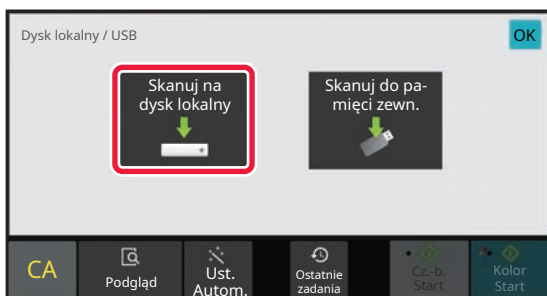 Dysk lokalny / USB
OK
Skanuj na
dysk lokalny
Skanuj do pa-
mięci zewn.
CA
Podgląd
Ust.
Autom.
Ostatnie
zadania
Cz.-b.
Start
Kolor
Start